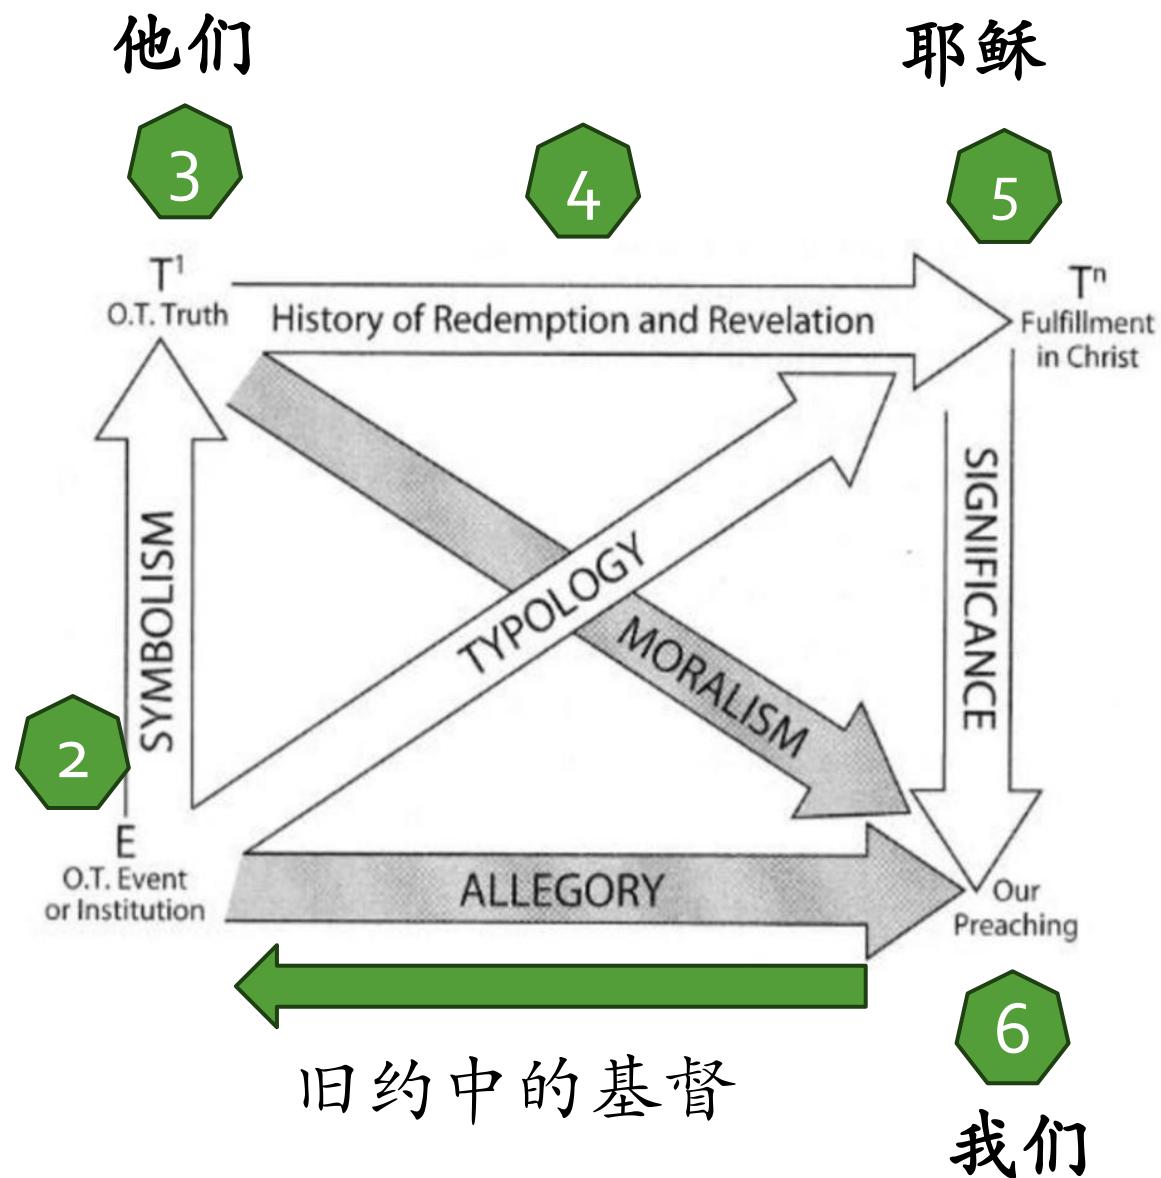 他们
耶稣
3
4
5
T¹
O.T. Truth
History of Redemption and Revelation
Tⁿ
Fulfillment
in Christ
SYMBOLISM
TYPOLOGY
MORALISM
SIGNIFICANCE
2
E
O.T. Event
or Institution
ALLEGORY
Our
Preaching
旧约中的基督
6
我们